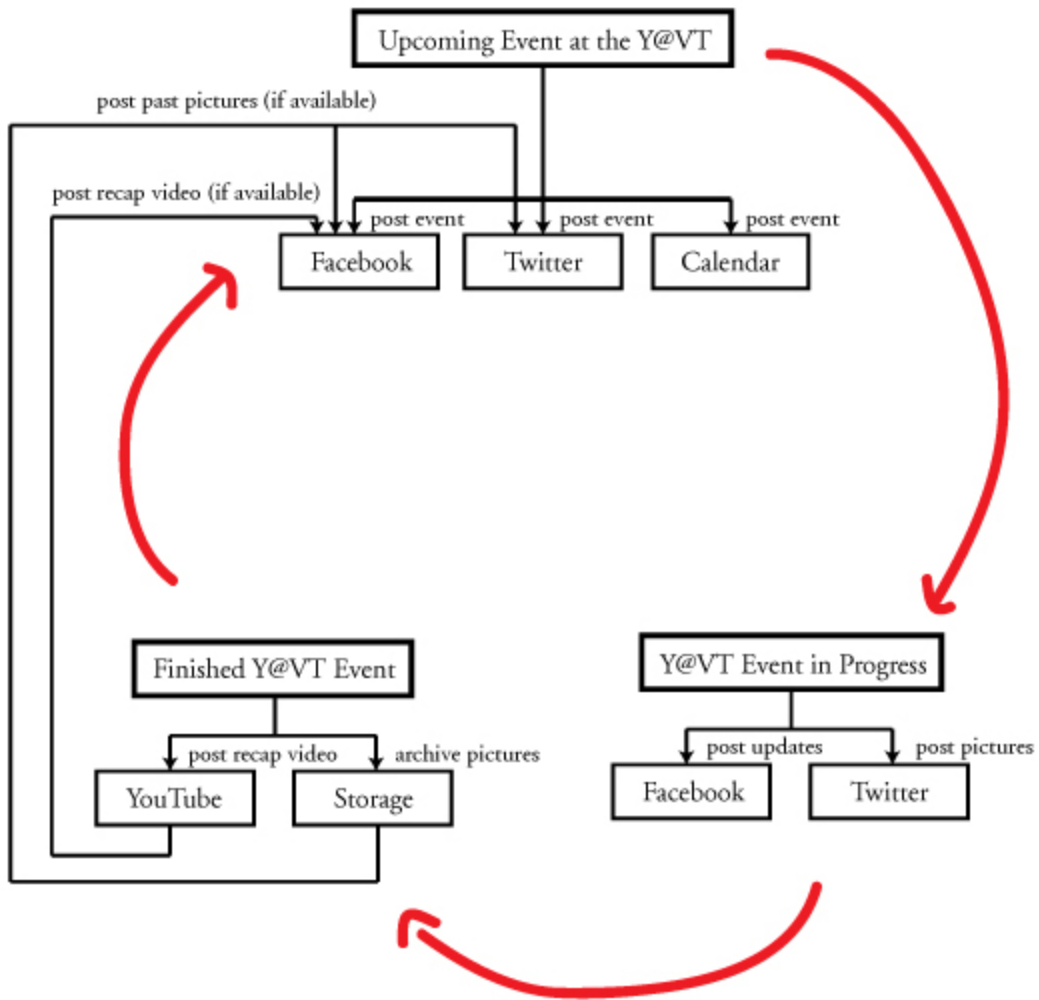 Upcoming Event at the Y@VT
post past pictures (if available)
post recap video (if available)
post event
post event
post event
Facebook
Twitter
Calendar
Finished Y@VT Event
Y@VT Event in Progress
post recap video
archive pictures
post updates
post pictures
YouTube
Storage
Facebook
Twitter